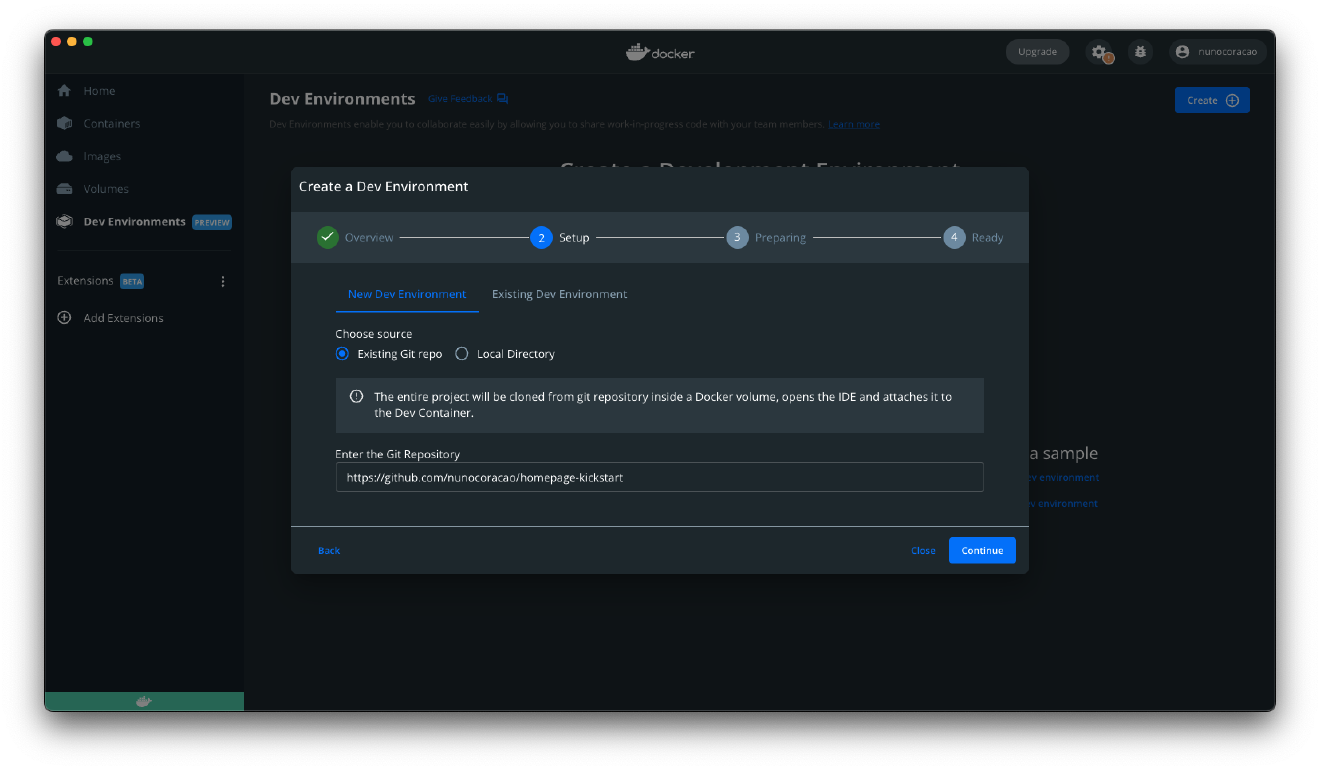 docker
Upgrade
nunocoracao
Home
Containers
Images
Volumes
Dev Environments PREVIEW
Extensions BETA
Add Extensions
Dev Environments Give Feedback
Create
Dev Environments enable you to collaborate easily by allowing you to share work-in-progress code with your team members. Learn more
Create a Development Environment
Create a Dev Environment
Overview 2 Setup 3 Preparing 4 Ready
New Dev Environment Existing Dev Environment
Choose source
Existing Git repo Local Directory
The entire project will be cloned from git repository inside a Docker volume, opens the IDE and attaches it to
the Dev Container.
Enter the Git Repository
https://github.com/nunocoracao/homepage-kickstart
a sample
ev environment
ev environment
Back Close Continue